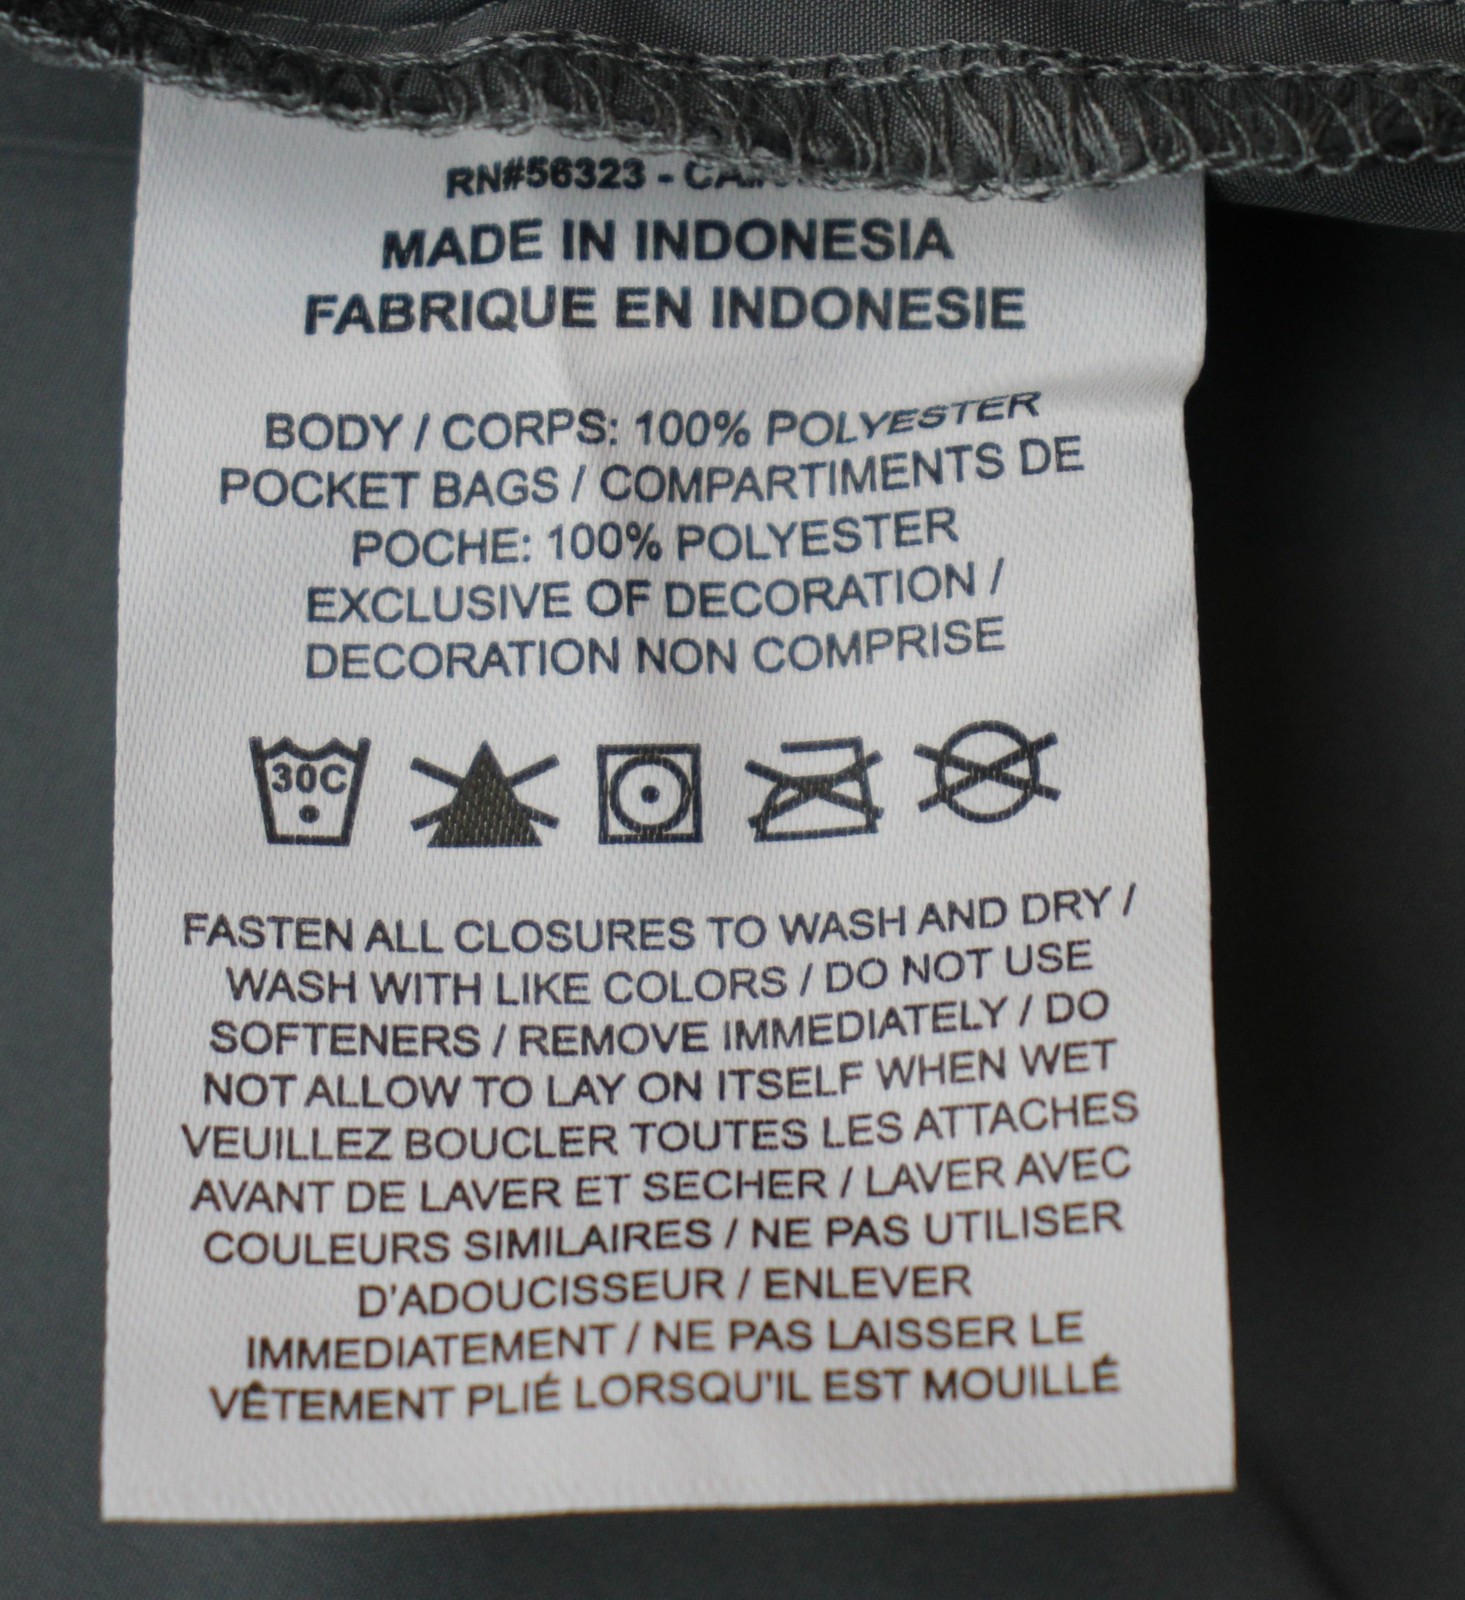 RN#56323 -
MADE IN INDONESIA
FABRIQUE EN INDONESIE
BODY / CORPS: 100% POLYESTER
POCKET BAGS / COMPARTIMENTS DE
POCHE: 100% POLYESTER
EXCLUSIVE OF DECORATION /
DECORATION NON COMPRISE
30C
FASTEN ALL CLOSURES TO WASH AND DRY /
WASH WITH LIKE COLORS / DO NOT USE
SOFTENERS / REMOVE IMMEDIATELY / DO
NOT ALLOW TO LAY ON ITSELF WHEN WET
VEUILLEZ BOUCLER TOUTES LES ATTACHES
AVANT DE LAVER ET SECHER / LAVER AVEC
COULEURS SIMILAIRES / NE PAS UTILISER
D'ADOUCISSEUR / ENLEVER
IMMEDIATEMENT / NE PAS LAISSER LE
VÊTEMENT PLIÉ LORSQU'IL EST MOUILLÉ